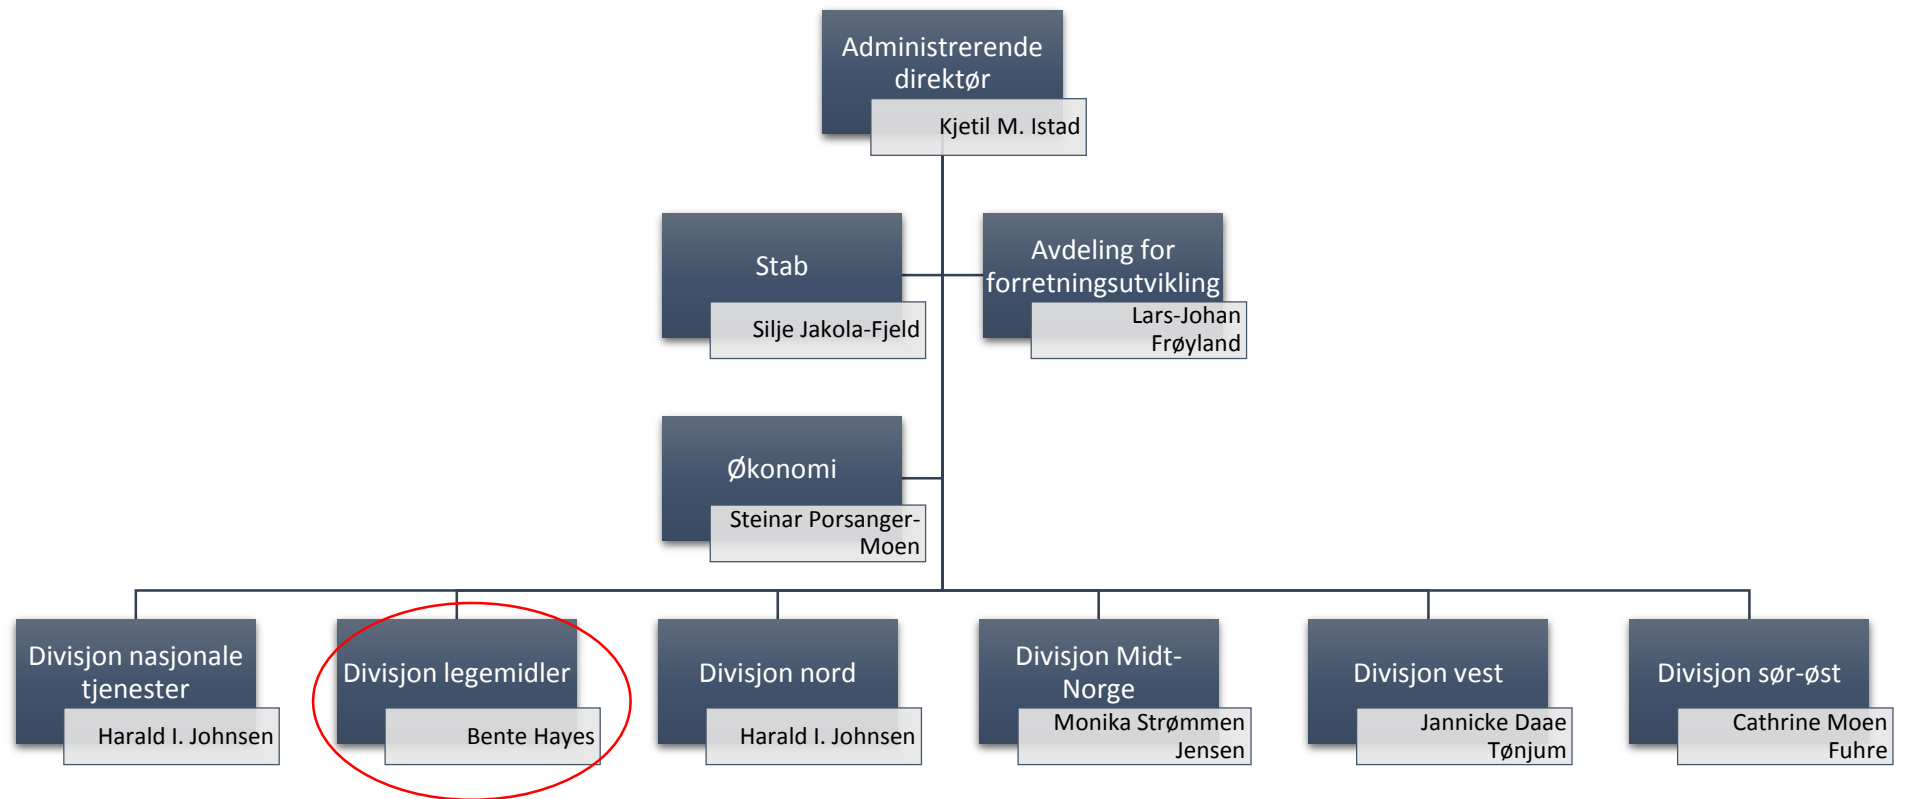 Administrerende
direktør
Kjetil M. Istad
Stab
Silje Jakola-Fjeld
Avdeling for
forretningsutvikling
Lars-Johan
Frøyland
Økonomi
Steinar Porsanger-
Moen
Divisjon nasjonale
tjenester
Harald I. Johnsen
Divisjon legemidler
Bente Hayes
Divisjon nord
Harald I. Johnsen
Divisjon Midt-
Norge
Monika Strømmen
Jensen
Divisjon vest
Jannicke Daae
Tønjum
Divisjon sør-øst
Cathrine Moen
Fuhre